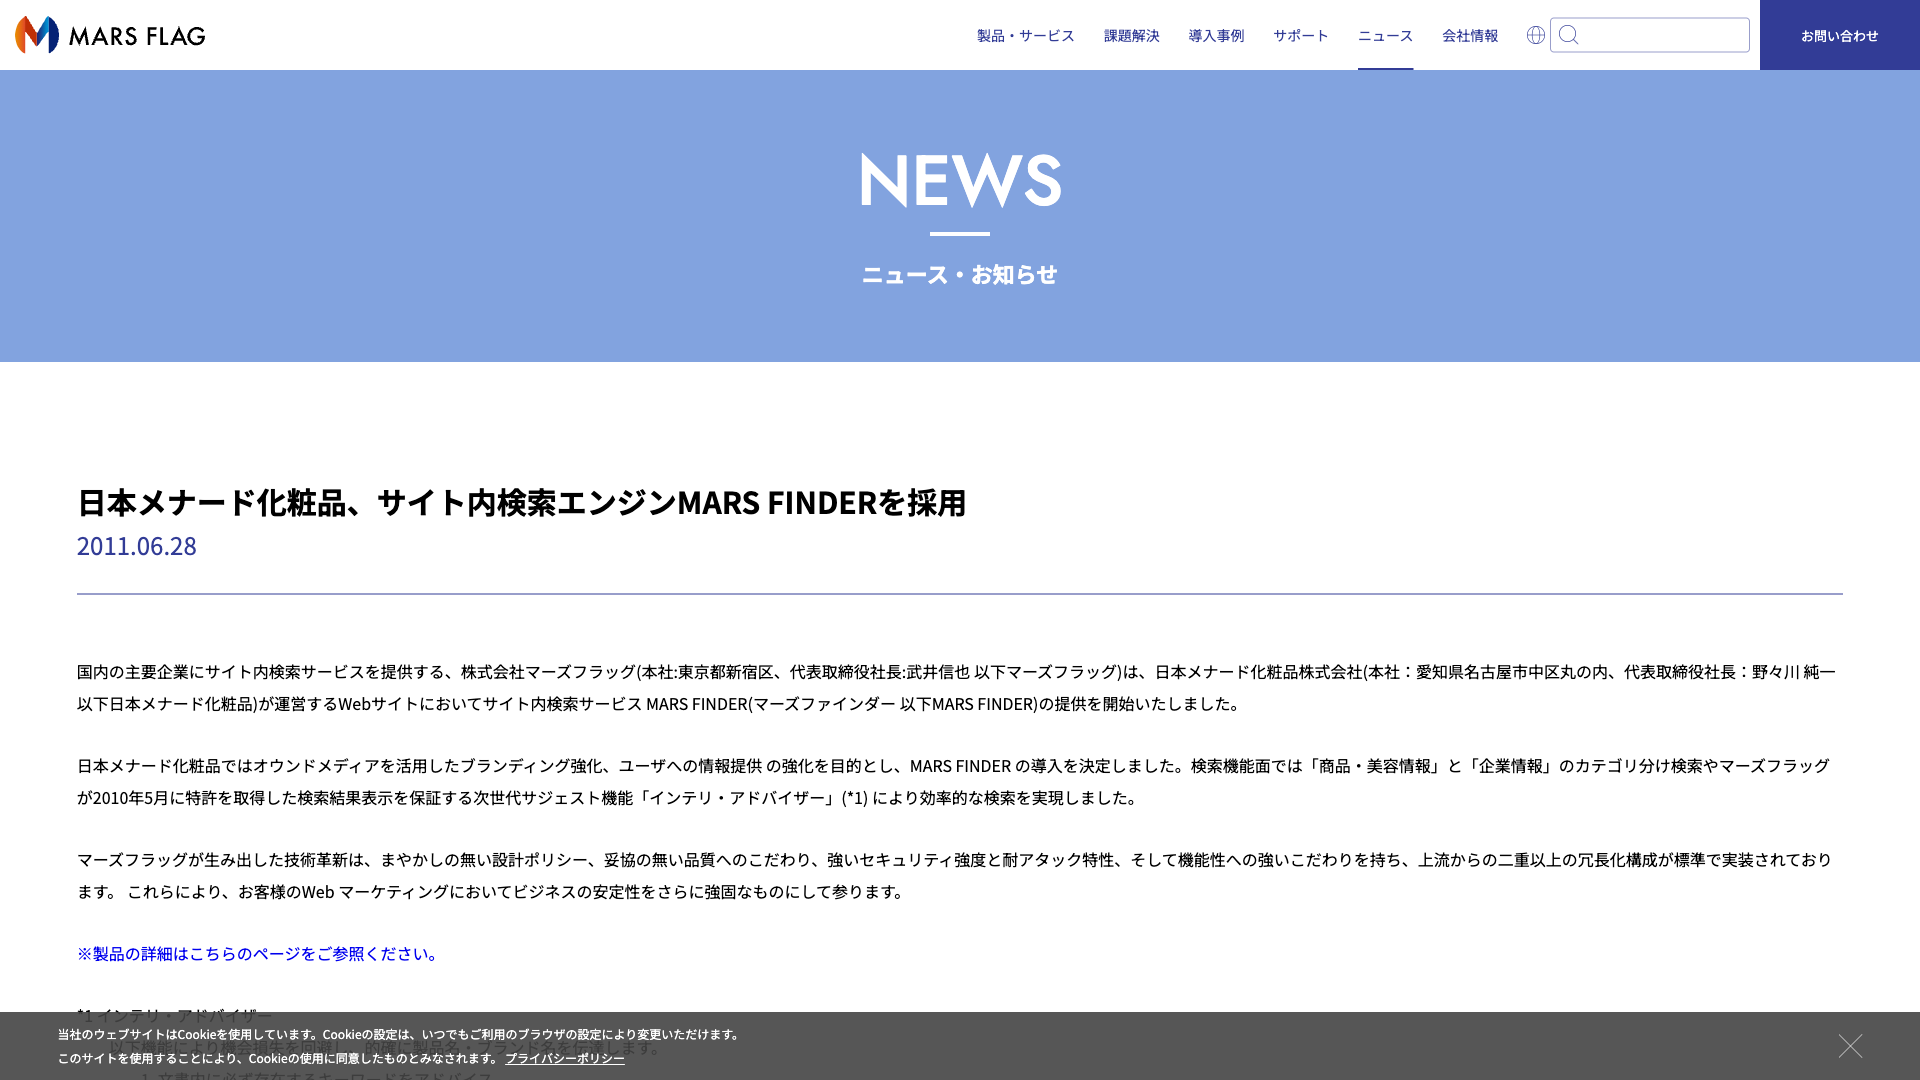 MARS FLAG
製品・サービス 課題解決 導入事例 サポート ニュース 会社情報 お問い合わせ
NEWS
ニュース・お知らせ
日本メナード化粧品、サイト内検索エンジンMARS FINDERを採用
2011.06.28
国内の主要企業にサイト内検索サービスを提供する、株式会社マーズフラッグ(本社:東京都新宿区、代表取締役社長:武井信也 以下マーズフラッグ)は、日本メナード化粧品株式会社(本社：愛知県名古屋市中区丸の内、代表取締役社長：野々川 純一
以下日本メナード化粧品)が運営するWebサイトにおいてサイト内検索サービス MARS FINDER(マーズファインダー 以下MARS FINDER)の提供を開始いたしました。
日本メナード化粧品ではオウンドメディアを活用したブランディング強化、ユーザへの情報提供 の強化を目的とし、MARS FINDER の導入を決定しました。検索機能面では「商品・美容情報」と「企業情報」のカテゴリ分け検索やマーズフラッグ
が2010年5月に特許を取得した検索結果表示を保証する次世代サジェスト機能「インテリ・アドバイザー」(*1) により効率的な検索を実現しました。
マーズフラッグが生み出した技術革新は、まやかしの無い設計ポリシー、妥協の無い品質へのこだわり、強いセキュリティ強度と耐アタック特性、そして機能性への強いこだわりを持ち、上流からの二重以上の冗長化構成が標準で実装されており
ます。 これらにより、お客様のWeb マーケティングにおいてビジネスの安定性をさらに強固なものにして参ります。
※製品の詳細はこちらのページをご参照ください。
*1 インテリ・アドバイザー
当社のウェブサイトはCookieを使用しています。Cookieの設定は、いつでもご利用のブラウザの設定により変更いただけます。
以下機能により機会損失を回避し、的確に製品名・ブランド名を伝達します。
このサイトを使用することにより、Cookieの使用に同意したものとみなされます。 プライバシーポリシー
1. 文書内に必ず存在するキーワードをアドバイス